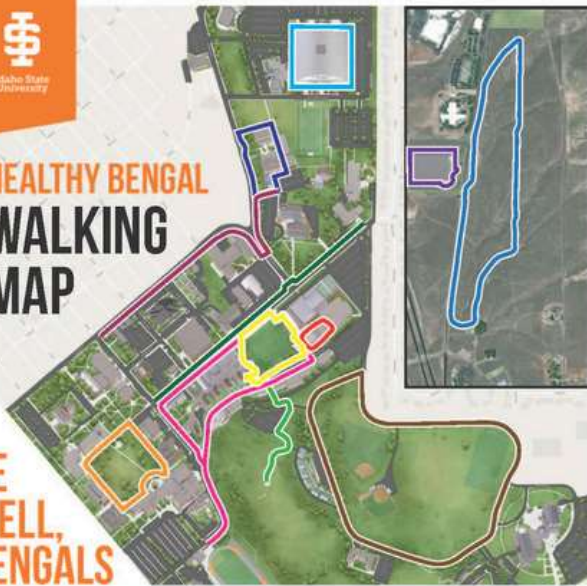 Idaho State
University
HEALTHY BENGAL
WALKING
MAP
E
ELL,
ENGALS